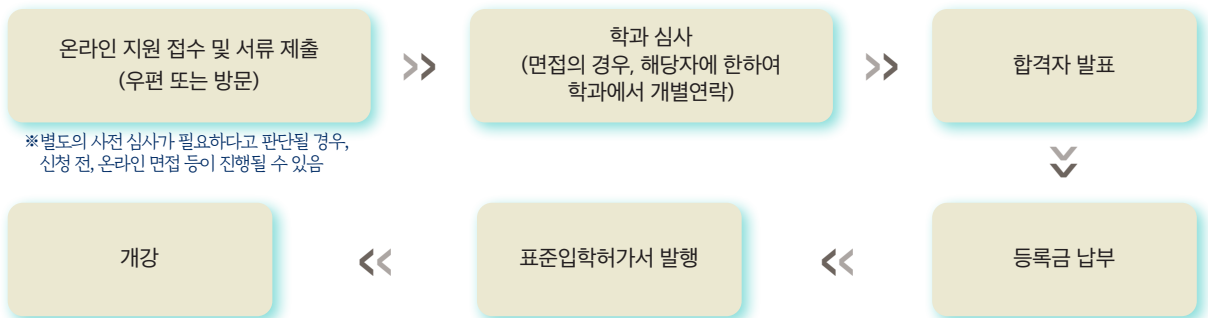 온라인 지원 접수 및 서류 제출
(우편 또는 방문)
※별도의 사전 심사가 필요하다고 판단될 경우,
신청 전, 온라인 면접 등이 진행될 수 있음
학과 심사
(면접의 경우, 해당자에 한하여
학과에서 개별연락)
합격자 발표
등록금 납부
표준입학허가서 발행
개강